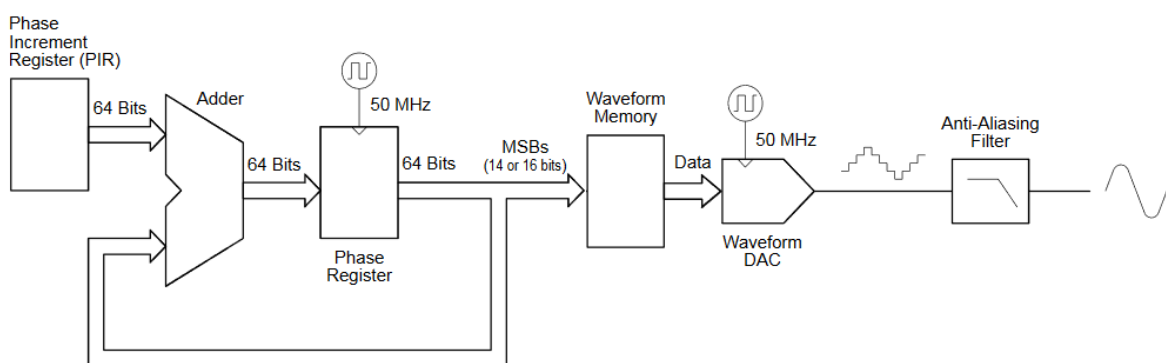 Phase
Increment
Register (PIR)
64 Bits
Adder
64 Bits
50 MHz
64 Bits
Phase
Register
MSBs
(14 or 16 bits)
Waveform
Memory
Data
50 MHz
Waveform
DAC
Anti-Aliasing
Filter